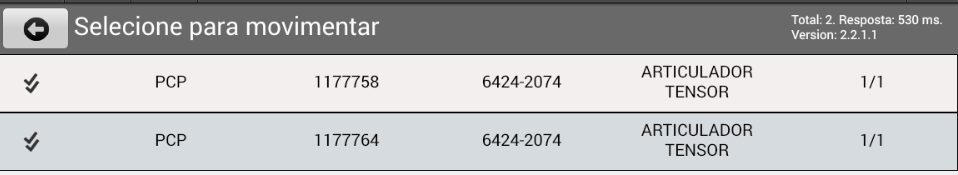 Selecione para movimentar
Total: 2. Resposta: 530 ms.
Version: 2.2.1.1
PCP 1177758 6424-2074 ARTICULADOR TENSOR 1/1
PCP 1177764 6424-2074 ARTICULADOR TENSOR 1/1